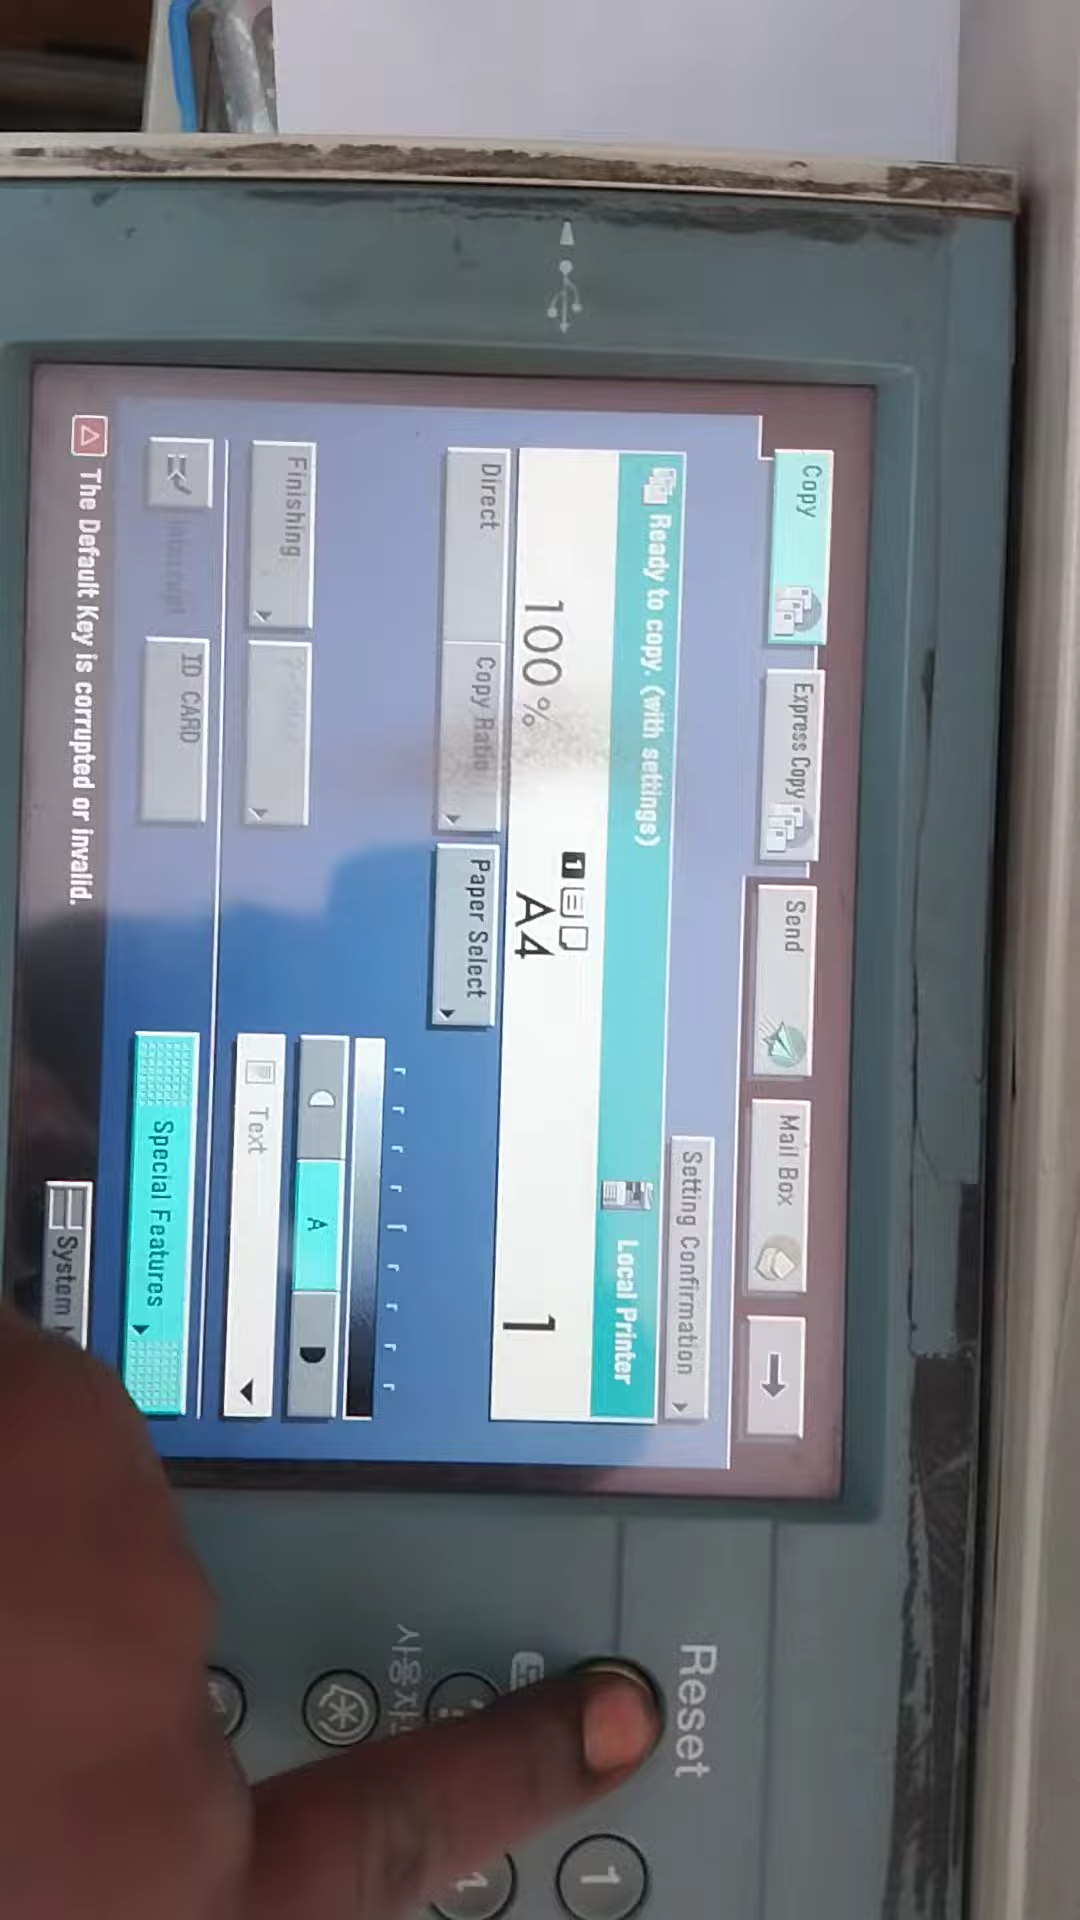 Copy
Express Copy
Send
Mail Box
Setting Confirmation
Ready to copy. (with settings)
Local Printer
100 %
1
A4
1
Direct
Copy Ratio
Paper Select
Finishing
A
Text
Interrupt
ID CARD
Special Features
The Default Key is corrupted or invalid.
System
Reset
1